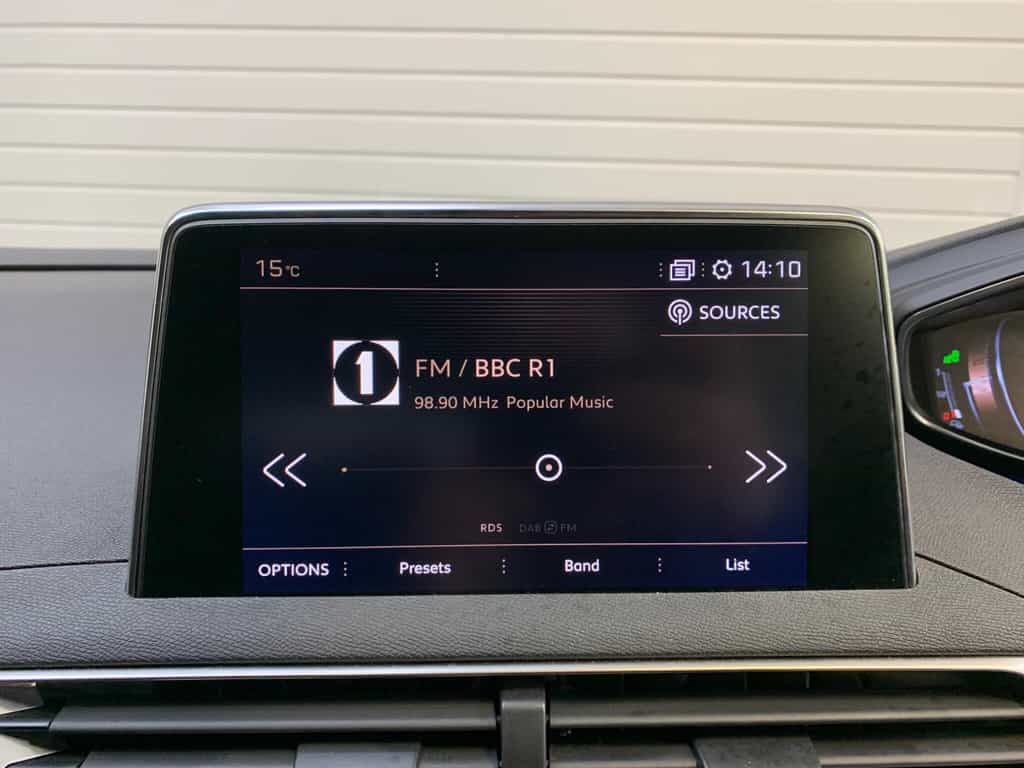 15°C 14:10
SOURCES
1
FM / BBC R1
98.90 MHz Popular Music
RDS DAB FM
OPTIONS Presets Band List